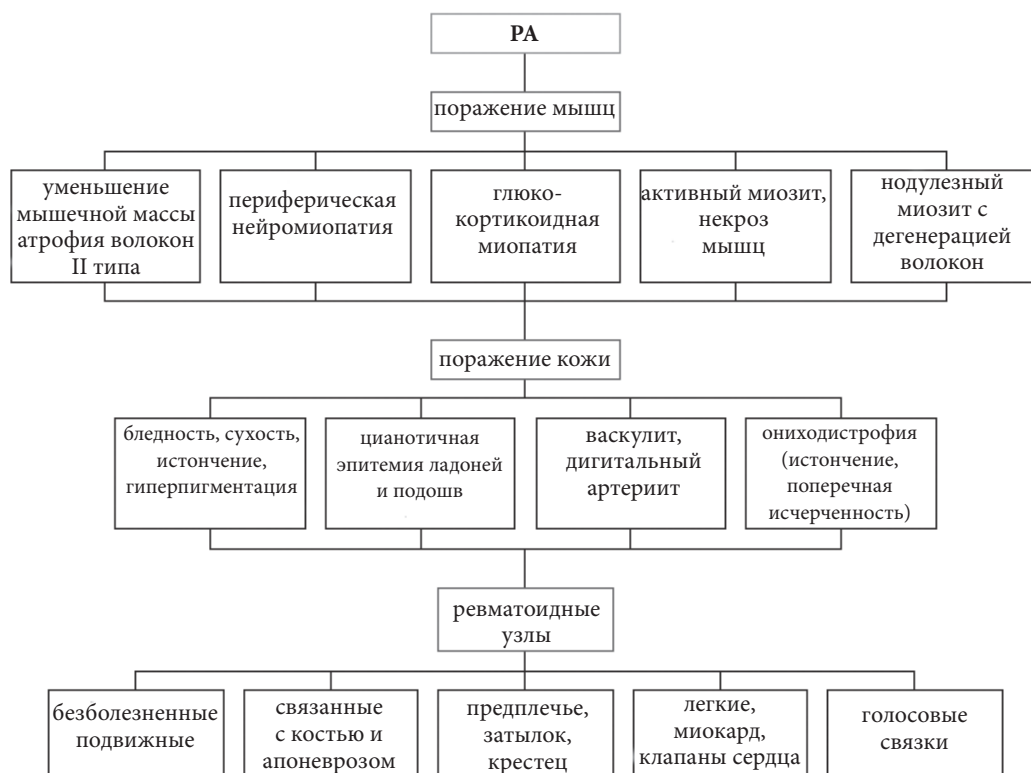 РА
поражение мышц
уменьшение
мышечной массы
атрофия волокон
II типа
периферическая
нейромиопатия
глюко-
кортикоидная
миопатия
активный миозит,
некроз
мышц
нодулезный
миозит с
дегенерацией
волокон
поражение кожи
бледность, сухость,
истончение,
гиперпигментация
цианотичная
эпитемия ладоней
и подошв
васкулит,
дигитальный
артериит
ониходистрофия
(истончение,
поперечная
исчерченность)
ревматоидные
узлы
безболезненные
подвижные
связанные
с костью и
апоневрозом
предплечье,
затылок,
крестец
легкие,
миокард,
клапаны сердца
голосовые
связки